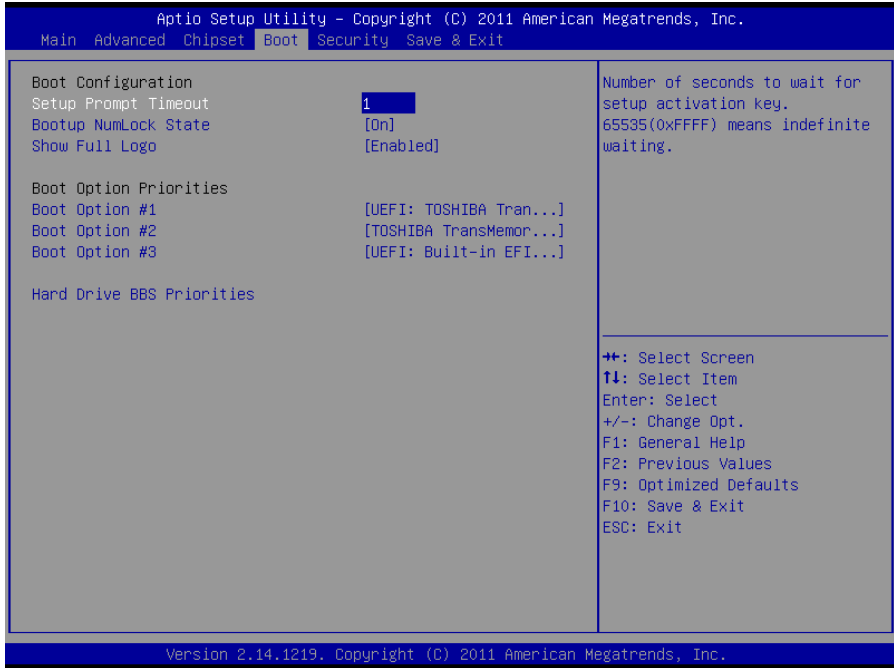 Aptio Setup Utility – Copyright (C) 2011 American Megatrends, Inc.
Main Advanced Chipset Boot Security Save & Exit
Boot Configuration
Setup Prompt Timeout 1
Bootup NumLock State [On]
Show Full Logo [Enabled]
Boot Option Priorities
Boot Option #1 [UEFI: TOSHIBA Tran...]
Boot Option #2 [TOSHIBA TransMemor...]
Boot Option #3 [UEFI: Built-in EFI...]
Hard Drive BBS Priorities
Number of seconds to wait for
setup activation key.
65535(0xFFFF) means indefinite
waiting.
→←: Select Screen
↑↓: Select Item
Enter: Select
+/-: Change Opt.
F1: General Help
F2: Previous Values
F9: Optimized Defaults
F10: Save & Exit
ESC: Exit
Version 2.14.1219. Copyright (C) 2011 American Megatrends, Inc.